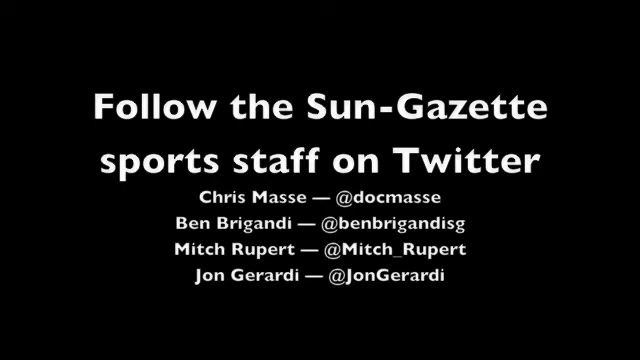 Follow the Sun-Gazette
sports staff on Twitter
Chris Masse — @docmasse
Ben Brigandi — @benbrigandisg
Mitch Rupert — @Mitch_Rupert
Jon Gerardi — @JonGerardi